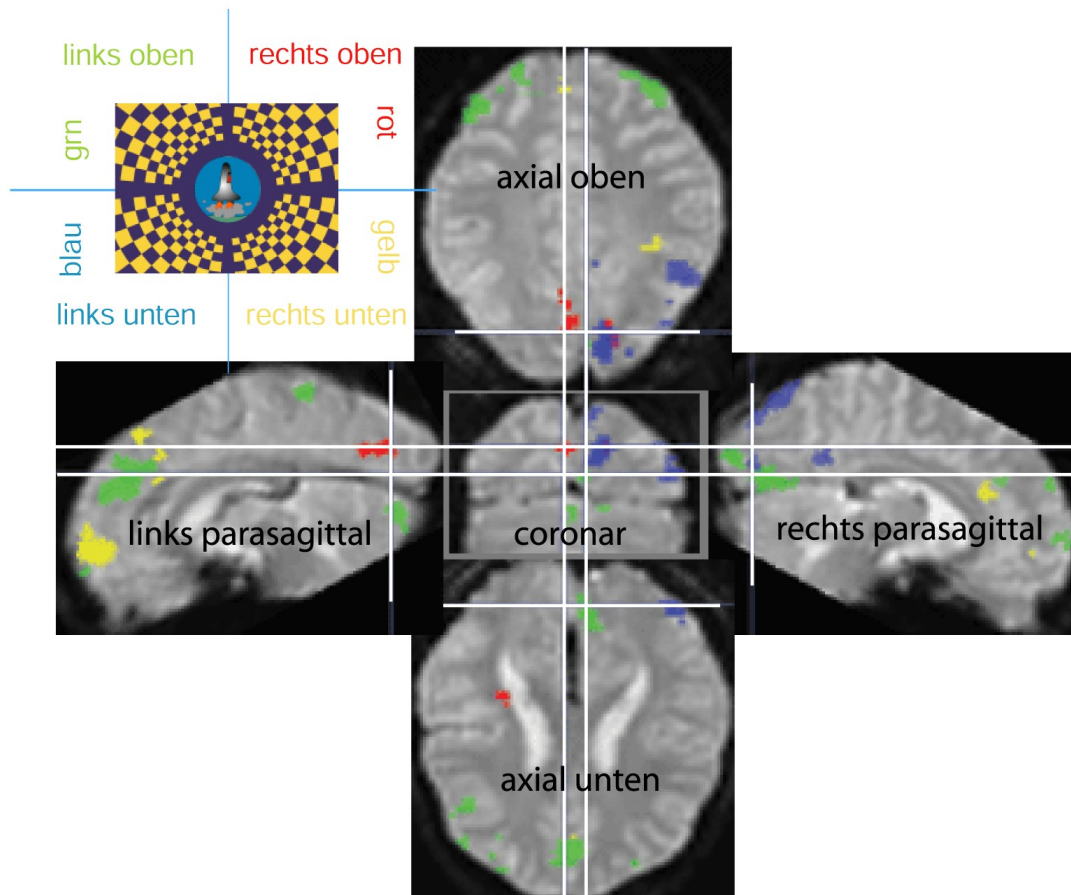 links oben
rechts oben
grn
rot
blau
gelb
links unten
rechts unten
axial oben
links parasagittal
coronar
rechts parasagittal
axial unten